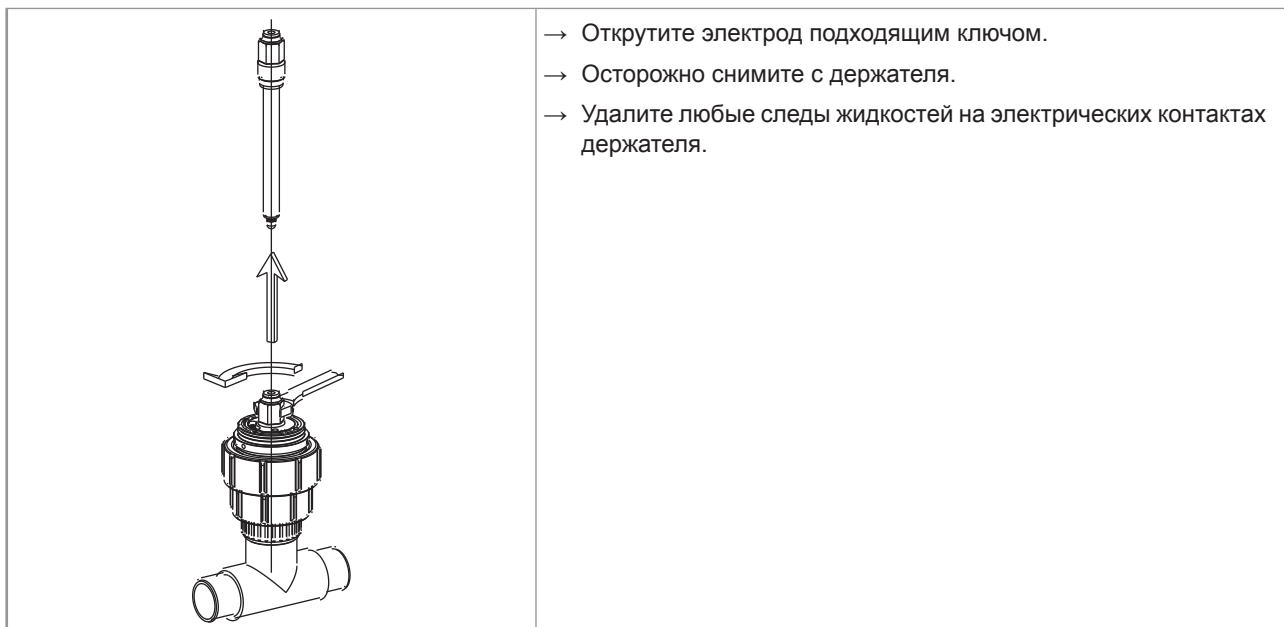 → Открутите электрод подходящим ключом.
→ Осторожно снимите с держателя.
→ Удалите любые следы жидкостей на электрических контактах
держателя.